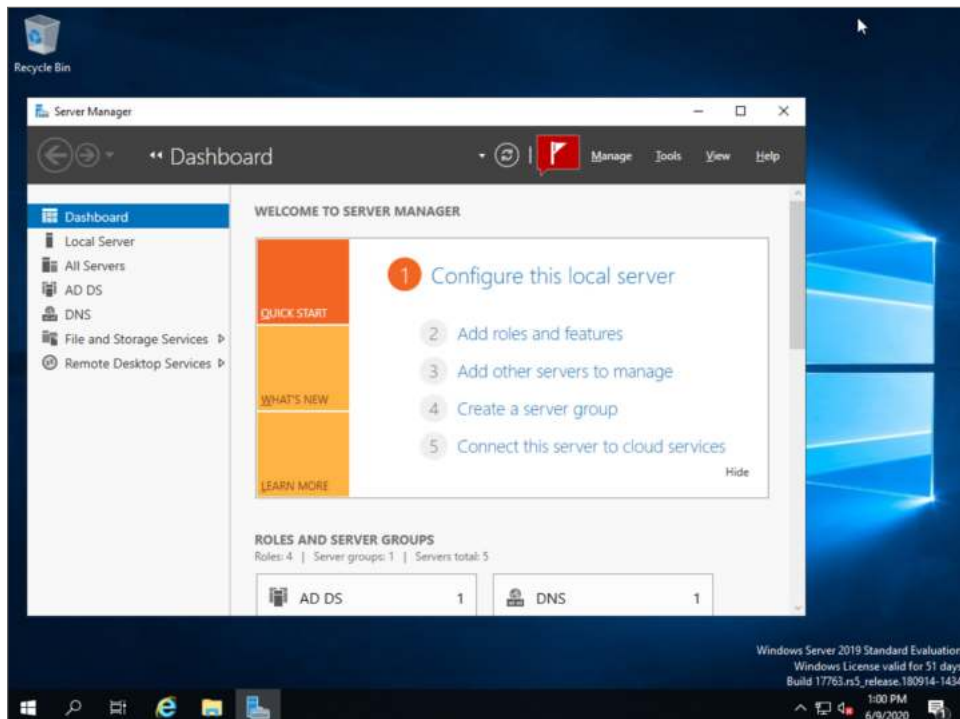 Recycle Bin
Server Manager
Dashboard
Manage Tools View Help
Dashboard
Local Server
All Servers
AD DS
DNS
File and Storage Services
Remote Desktop Services
WELCOME TO SERVER MANAGER
QUICK START
WHAT'S NEW
LEARN MORE
1 Configure this local server
2 Add roles and features
3 Add other servers to manage
4 Create a server group
5 Connect this server to cloud services
Hide
ROLES AND SERVER GROUPS
Roles: 4 | Server groups: 1 | Servers total: 5
AD DS 1
DNS 1
Windows Server 2019 Standard Evaluation
Windows License valid for 51 days
Build 17763.rs5_release.180914-1434
1:00 PM
6/9/2020